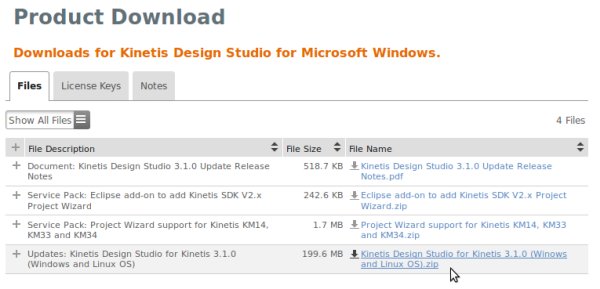 Product Download
Downloads for Kinetis Design Studio for Microsoft Windows.
Files License Keys Notes
Show All Files 4 Files
+ File Description File Size File Name
+ Document: Kinetis Design Studio 3.1.0 Update Release 518.7 KB Kinetis Design Studio 3.1.0 Update Release
Notes Notes.pdf
+ Service Pack: Eclipse add-on to add Kinetis SDK V2.x 242.6 KB Eclipse add-on to add Kinetis SDK V2.x Project
Project Wizard Wizard.zip
+ Service Pack: Project Wizard support for Kinetis KM14, 1.7 MB Project Wizard support for Kinetis KM14, KM33
KM33 and KM34 and KM34.zip
+ Updates: Kinetis Design Studio for Kinetis 3.1.0 199.6 MB Kinetis Design Studio for Kinetis 3.1.0 (Winows
(Windows and Linux OS) and Linux OS).zip